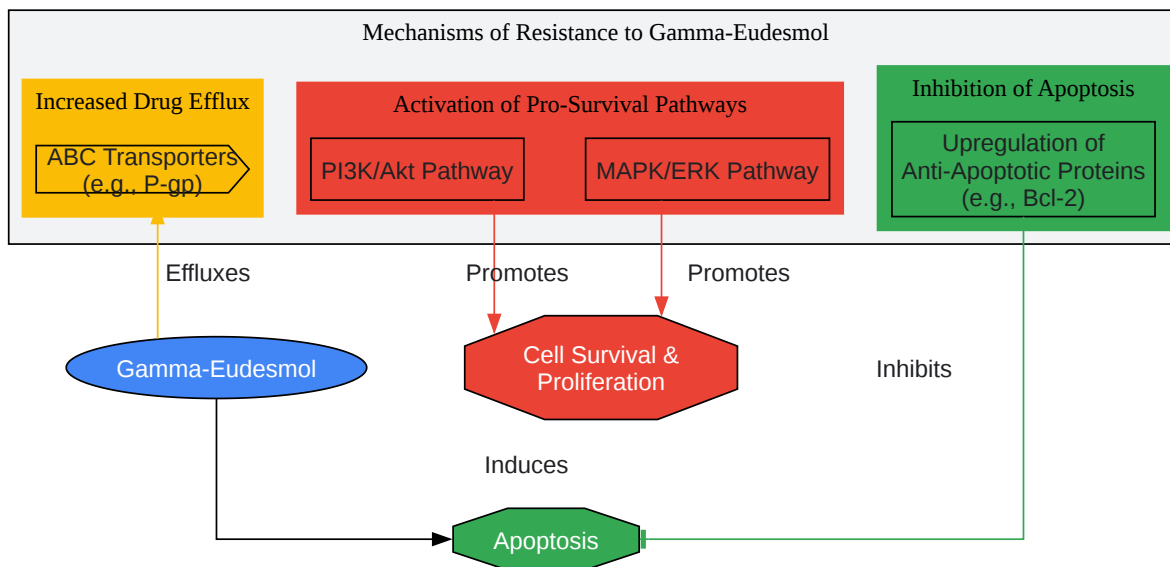 Mechanisms of Resistance to Gamma-Eudesmol
Increased Drug Efflux
ABC Transporters
(e.g., P-gp)
Activation of Pro-Survival Pathways
PI3K/Akt Pathway
MAPK/ERK Pathway
Inhibition of Apoptosis
Upregulation of
Anti-Apoptotic Proteins
(e.g., Bcl-2)
Effluxes
Promotes
Promotes
Gamma-Eudesmol
Cell Survival &
Proliferation
Inhibits
Induces
Apoptosis